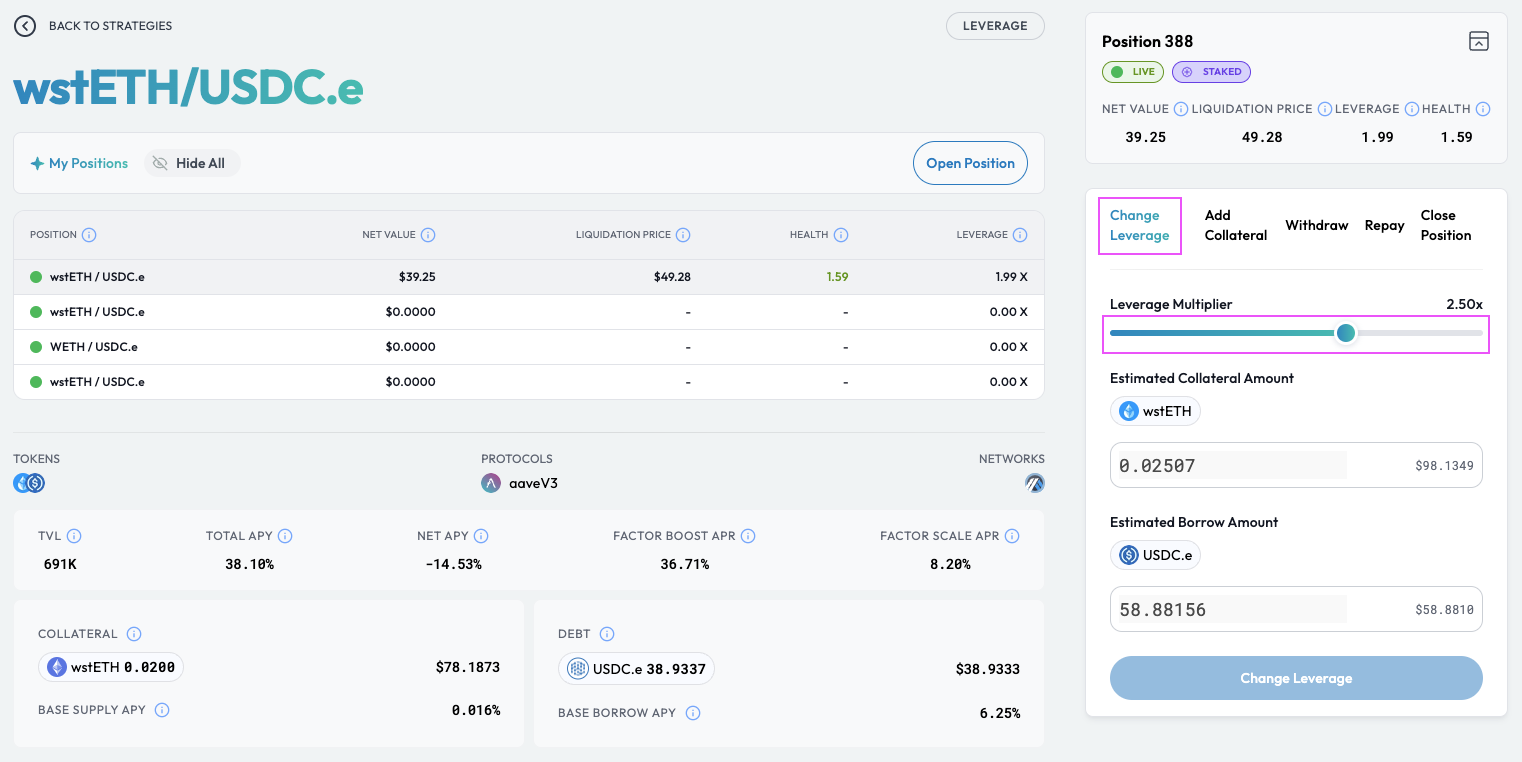 BACK TO STRATEGIES
LEVERAGE
wstETH/USDC.e
My Positions Hide All Open Position
POSITION NET VALUE LIQUIDATION PRICE HEALTH LEVERAGE
wstETH / USDC.e $39.25 $49.28 1.59 1.99 X
wstETH / USDC.e $0.0000 - - 0.00 X
WETH / USDC.e $0.0000 - - 0.00 X
wstETH / USDC.e $0.0000 - - 0.00 X
TOKENS PROTOCOLS NETWORKS
aaveV3
TVL TOTAL APY NET APY FACTOR BOOST APR FACTOR SCALE APR
691K 38.10% -14.53% 36.71% 8.20%
COLLATERAL
wstETH 0.0200 $78.1873
BASE SUPPLY APY 0.016%
DEBT
USDC.e 38.9337 $38.9333
BASE BORROW APY 6.25%
Position 388
LIVE STAKED
NET VALUE LIQUIDATION PRICE LEVERAGE HEALTH
39.25 49.28 1.99 1.59
Change Leverage
Add Collateral
Withdraw
Repay
Close Position
Leverage Multiplier 2.50x
Estimated Collateral Amount
wstETH
0.02507 $98.1349
Estimated Borrow Amount
USDC.e
58.88156 $58.8810
Change Leverage